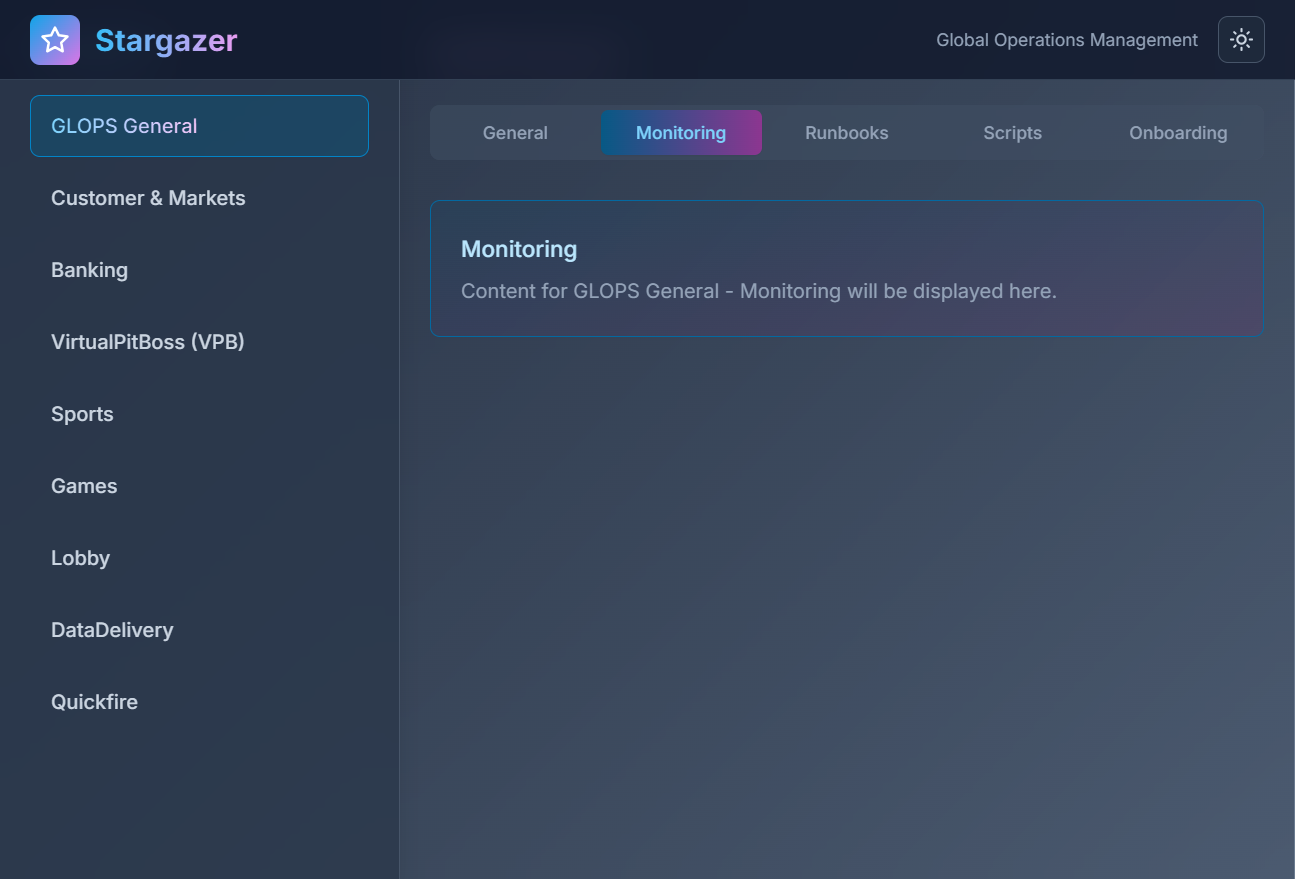 Stargazer
Global Operations Management
GLOPS General
Customer & Markets
Banking
VirtualPitBoss (VPB)
Sports
Games
Lobby
DataDelivery
Quickfire
General
Monitoring
Runbooks
Scripts
Onboarding
Monitoring
Content for GLOPS General - Monitoring will be displayed here.